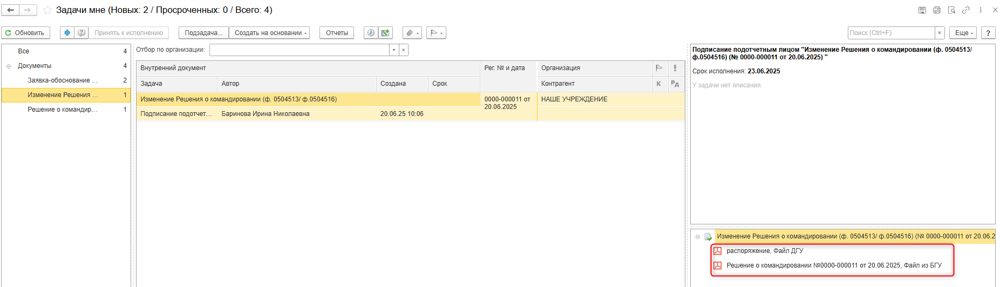 Задачи мне (Новых: 2 / Просроченных: 0 / Всего: 4)
Обновить Принять к исполнению Подзадача... Создать на основании Отчеты Поиск (Ctrl+F) × Еще ?
Все 4
Документы 4
Заявка-обоснование ... 2
Изменение Решения ... 1
Решение о командир... 1
Отбор по организации: ×
Внутренний документ Рег. № и дата Организация !
Задача Автор Создана Срок Контрагент К Рд
Изменение Решения о командировании (ф. 0504513/ ф.0504516) 0000-000011 от НАШЕ УЧРЕЖДЕНИЕ
20.06.2025
Подписание подотчет... Баринова Ирина Николаевна 20.06.25 10:06
Подписание подотчетным лицом "Изменение Решения о командировании (ф. 0504513/
ф.0504516) (№ 0000-000011 от 20.06.2025) "
Срок исполнения: 23.06.2025
У задачи нет описания.
Изменение Решения о командировании (ф. 0504513/ ф.0504516) (№ 0000-000011 от 20.06.2
распоряжение, Файл ДГУ
Решение о командировании №0000-000011 от 20.06.2025, Файл из БГУ